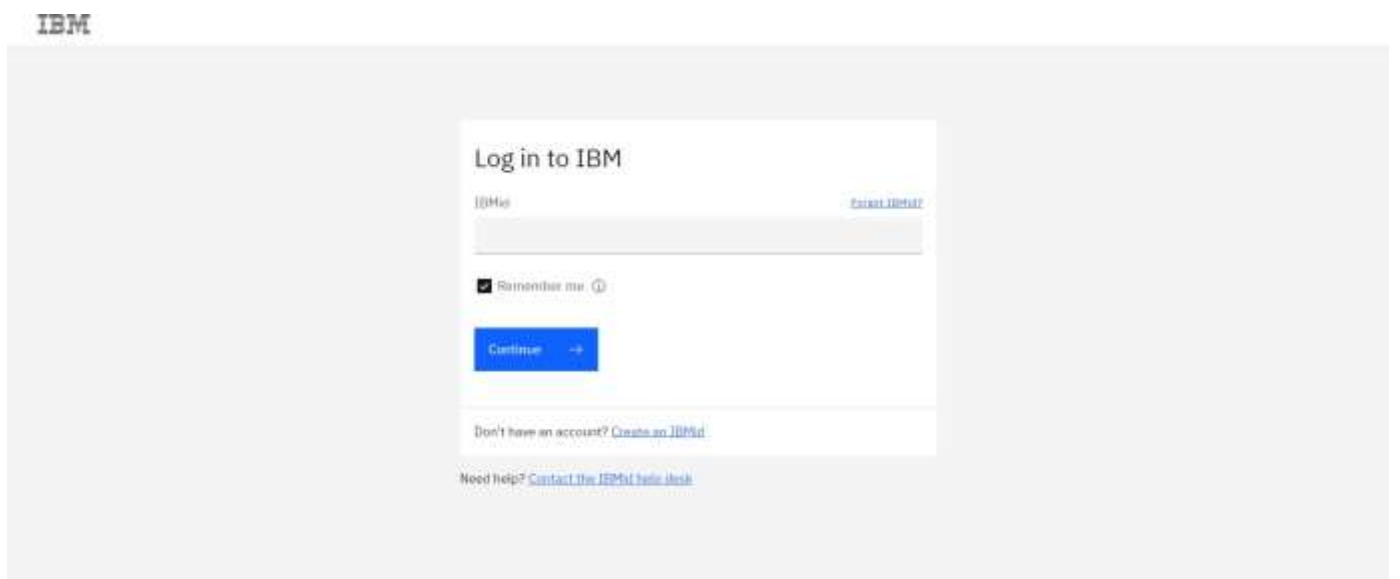 IBM
Log in to IBM
IBMid
Forgot IBMid?
Remember me
Continue
Don't have an account? Create an IBMid
Need help? Contact the IBMid help desk